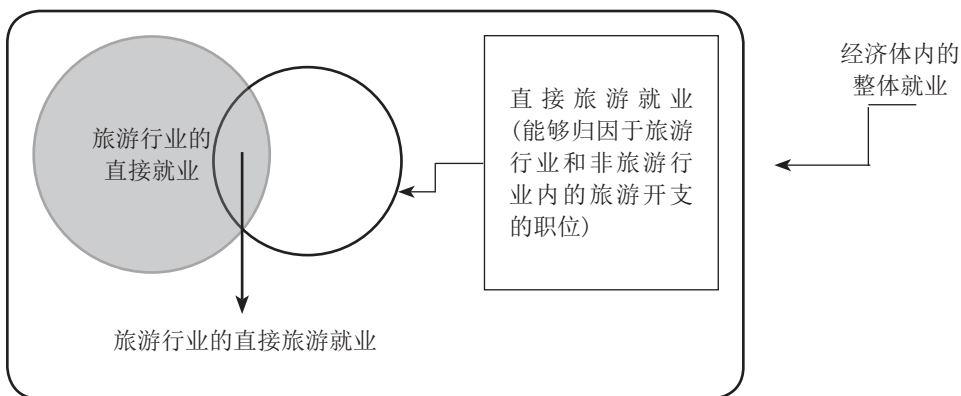 旅游行业的
直接就业
直接旅游就业
(能够归因于旅游
行业和非旅游行
业内的旅游开支
的职位)
经济体内的
整体就业
旅游行业的直接旅游就业